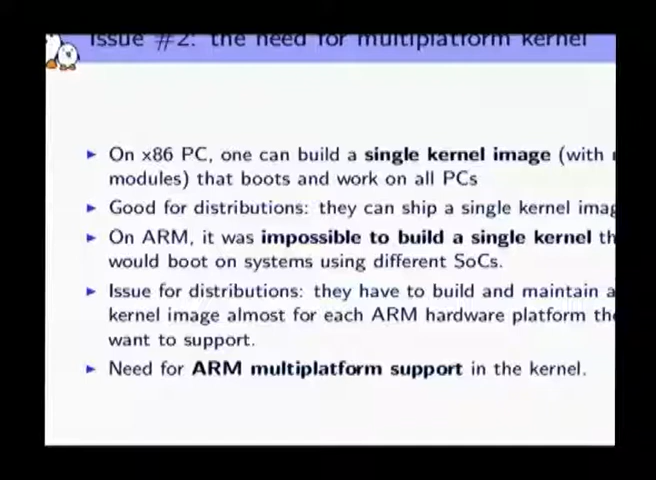 Issue #2: the need for multiplatform kernel
On x86 PC, one can build a single kernel image (with
modules) that boots and work on all PCs
Good for distributions: they can ship a single kernel imag
On ARM, it was impossible to build a single kernel th
would boot on systems using different SoCs.
Issue for distributions: they have to build and maintain a
kernel image almost for each ARM hardware platform the
want to support.
Need for ARM multiplatform support in the kernel.